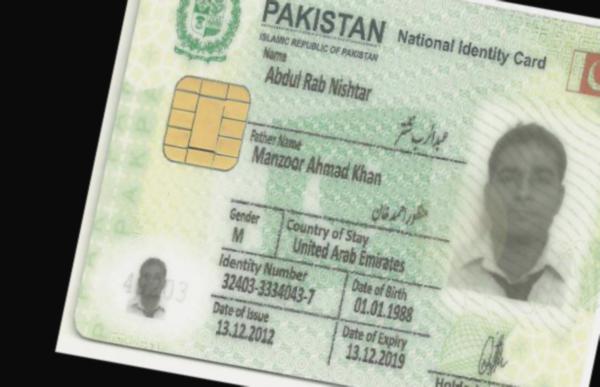 PAKISTAN National Identity Card
ISLAMIC REPUBLIC OF PAKISTAN
Name
Abdul Rab Nishtar
عبدالرب نشتر
Father Name
Manzoor Ahmad Khan
منظور احمد خان
Gender Country of Stay
M United Arab Emirates
Identity Number Date of Birth
32403-3334043-7 01.01.1988
Date of Issue Date of Expiry
13.12.2012 13.12.2019